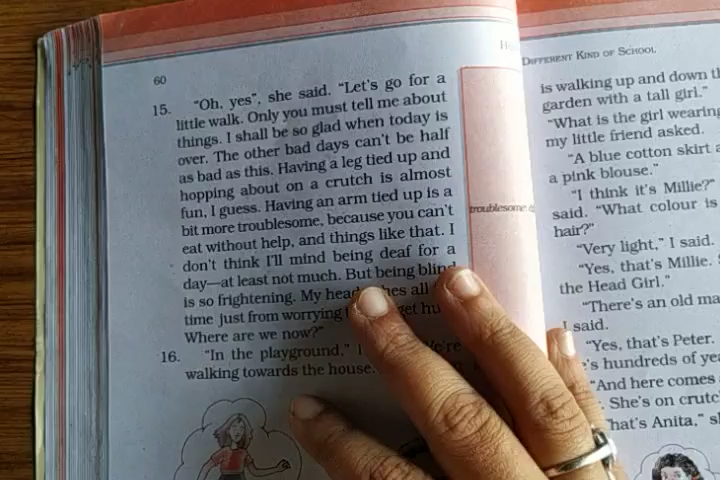 60
15. "Oh, yes", she said. "Let's go for a
little walk. Only you must tell me about
things. I shall be so glad when today is
over. The other bad days can't be half
as bad as this. Having a leg tied up and
hopping about on a crutch is almost
fun, I guess. Having an arm tied up is a
bit more troublesome, because you can't
eat without help, and things like that. I
don't think I'll mind being deaf for a
day—at least not much. But being blind
is so frightening. My head all
time just from worrying get
Where are we now?"
16. "In the playground,"
walking towards the house.
troublesome
DIFFERENT KIND OF SCHOOL
is walking up and down
garden with a tall girl."
"What is the girl
my little friend asked.
"A blue cotton skirt
a pink blouse."
"I think it's Millie?"
said. "What colour is
hair?"
"Very light," I said.
"Yes, that's Millie.
the Head Girl."
"There's an old
I said.
"Yes, that's Peter.
hundreds of
"And here comes
She's on
That's Anita,"